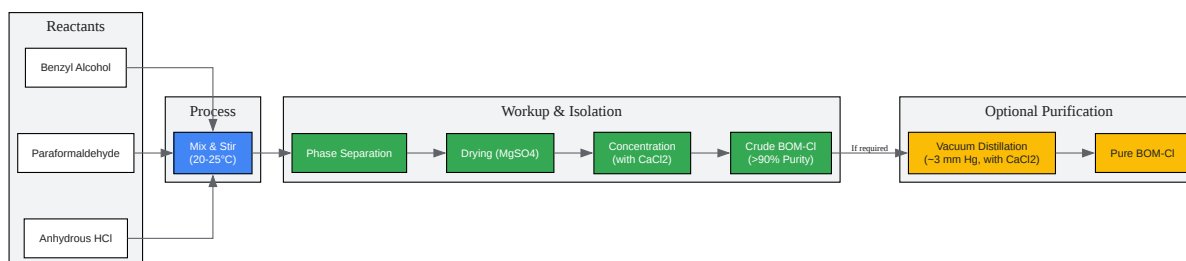 Reactants
Benzyl Alcohol
Paraformaldehyde
Anhydrous HCl
Process
Mix & Stir
(20-25°C)
Workup & Isolation
Phase Separation
Drying (MgSO4)
Concentration
(with CaCl2)
Crude BOM-Cl
(>90% Purity)
If required
Optional Purification
Vacuum Distillation
(~3 mm Hg, with CaCl2)
Pure BOM-Cl